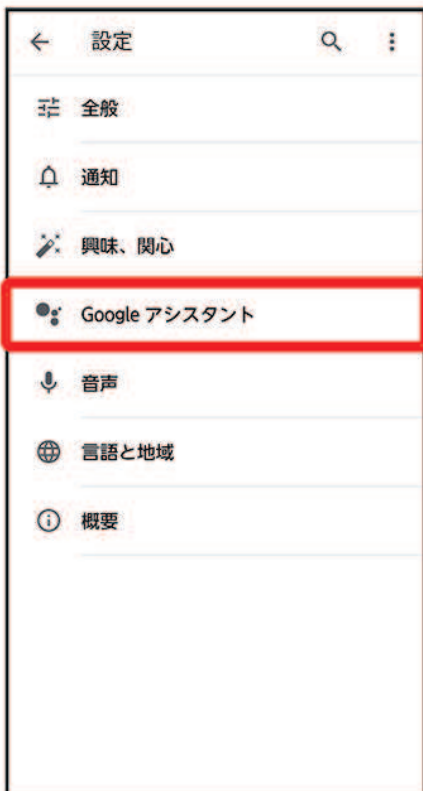 設定
全般
通知
興味、関心
Google アシスタント
音声
言語と地域
概要